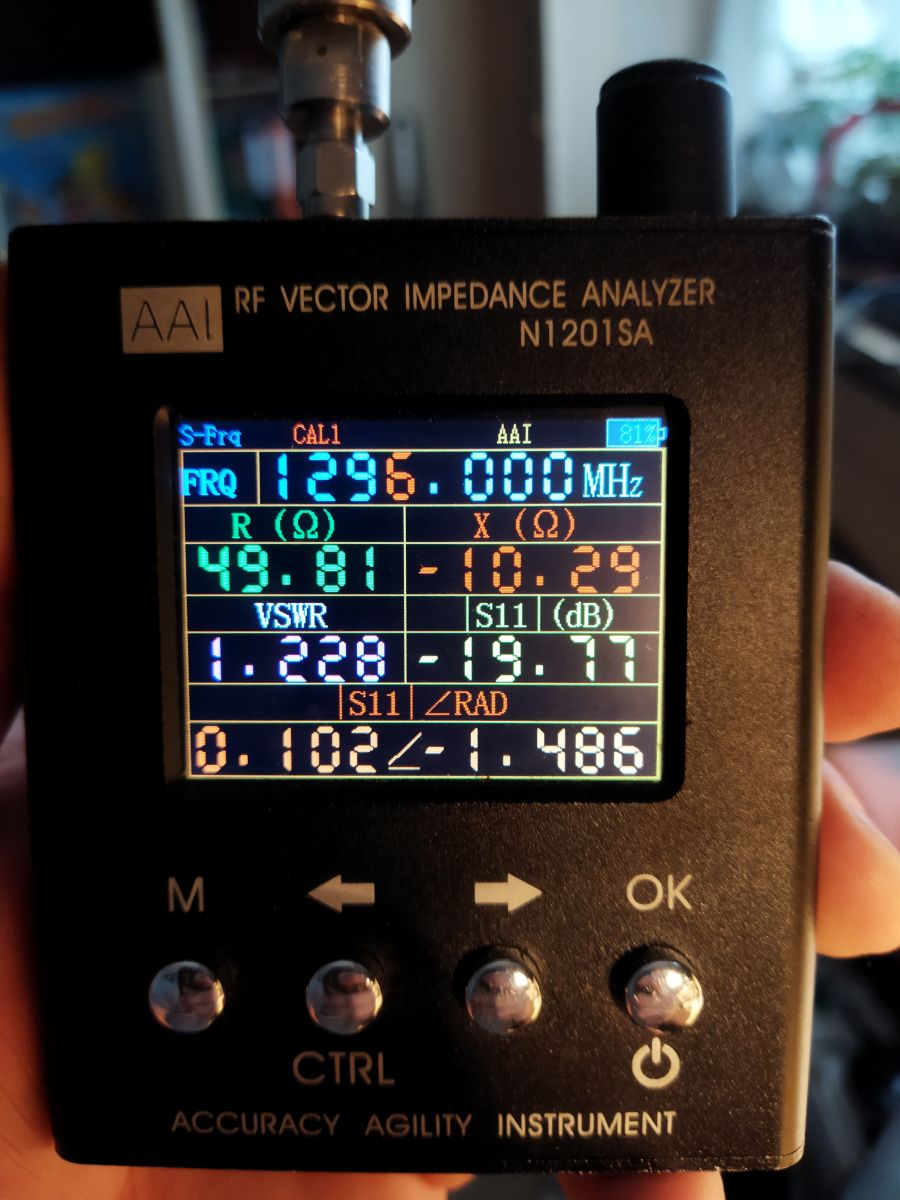 AAI RF VECTOR IMPEDANCE ANALYZER
N1201SA
S-Frq CAL1 AAI 81%
FRQ 1296.000 MHz
R (Ω) X (Ω)
49.81 -10.29
VSWR |S11| (dB)
1.228 -19.77
|S11| ∠RAD
0.102∠-1.486
M OK
CTRL
ACCURACY AGILITY INSTRUMENT